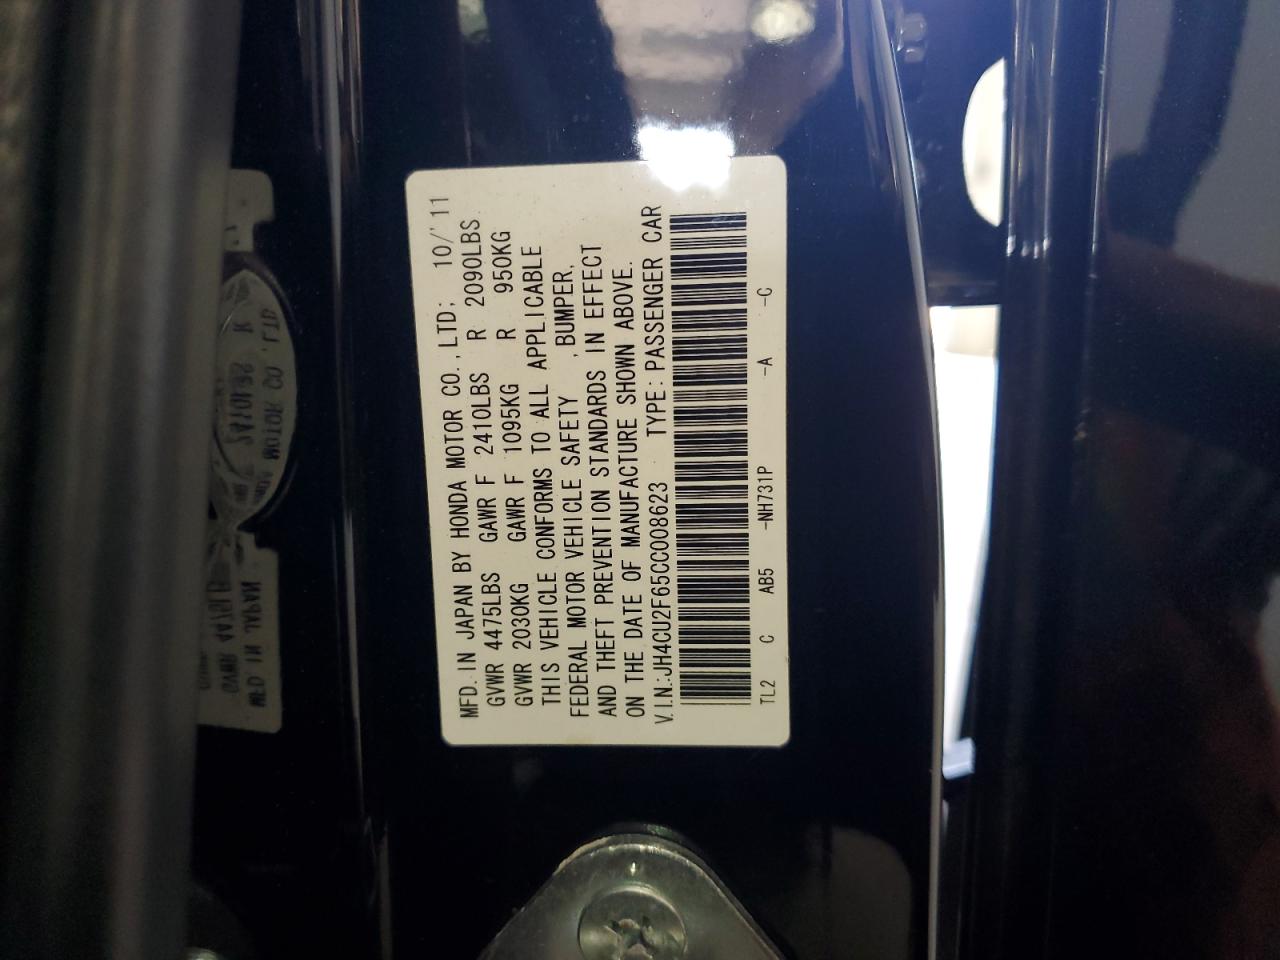 MFD. IN JAPAN BY HONDA MOTOR CO., LTD; 10/'11
GVWR 4475LBS GAWR F 2410LBS R 2090LBS
GVWR 2030KG GAWR F 1095KG R 950KG
THIS VEHICLE CONFORMS TO ALL APPLICABLE
FEDERAL MOTOR VEHICLE SAFETY ,BUMPER,
AND THEFT PREVENTION STANDARDS IN EFFECT
ON THE DATE OF MANUFACTURE SHOWN ABOVE.
V.I.N.:JH4CU2F65CC008623 TYPE:PASSENGER CAR
TL2 C AB5 -NH731P -A -C